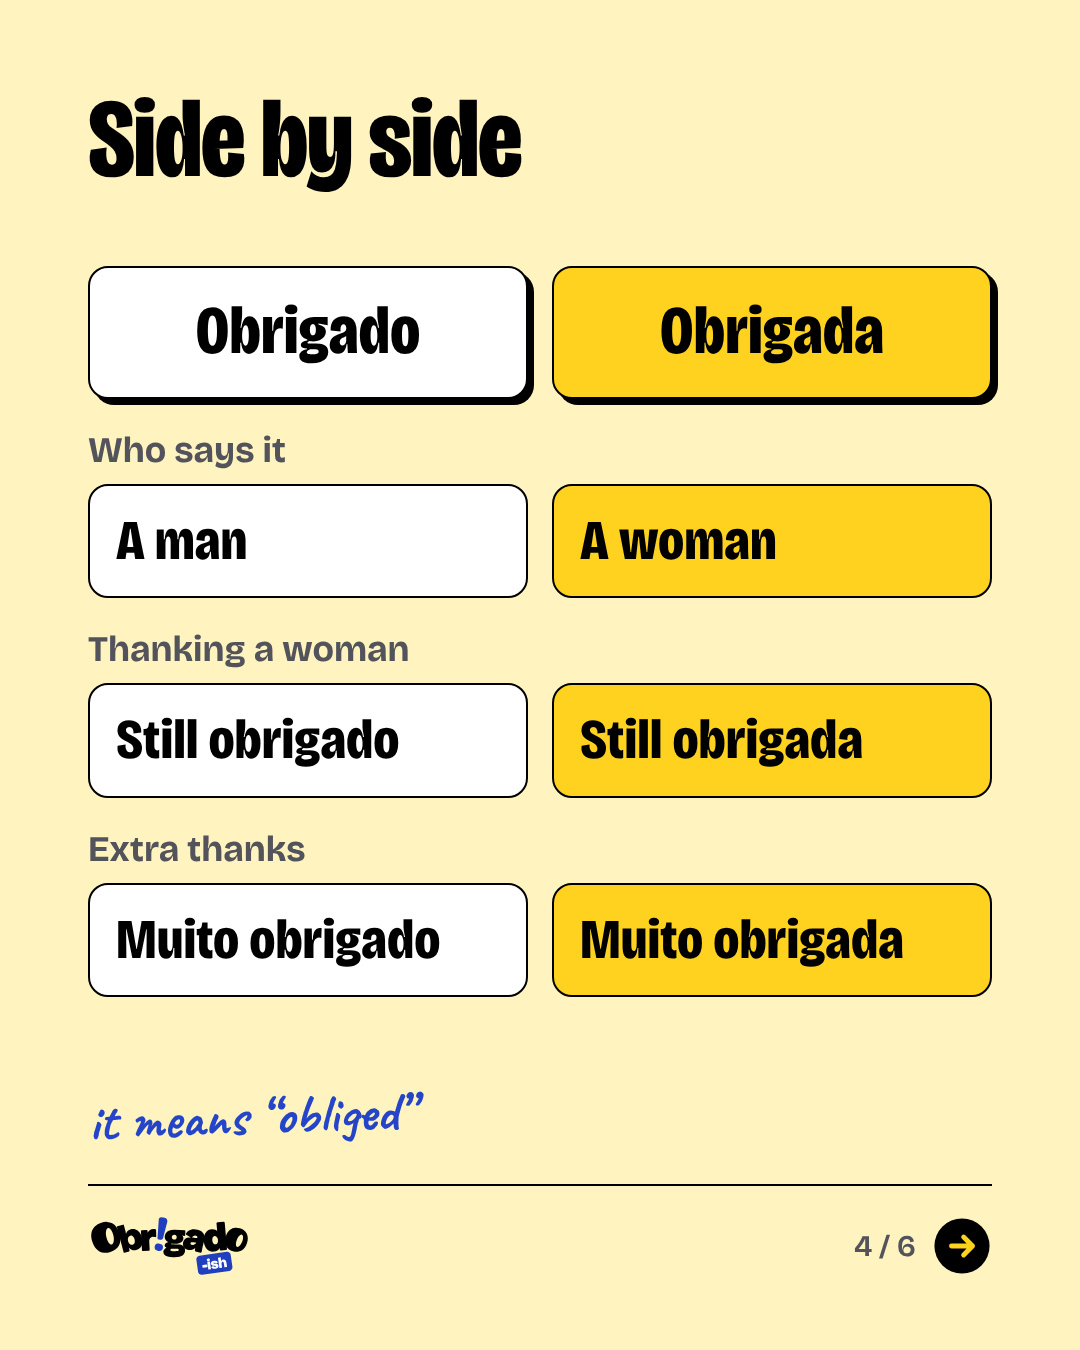 Side by side
Obrigado
Obrigada
Who says it
A man
A woman
Thanking a woman
Still obrigado
Still obrigada
Extra thanks
Muito obrigado
Muito obrigada
it means “obliged”
Obr!gado
-ish
4 / 6